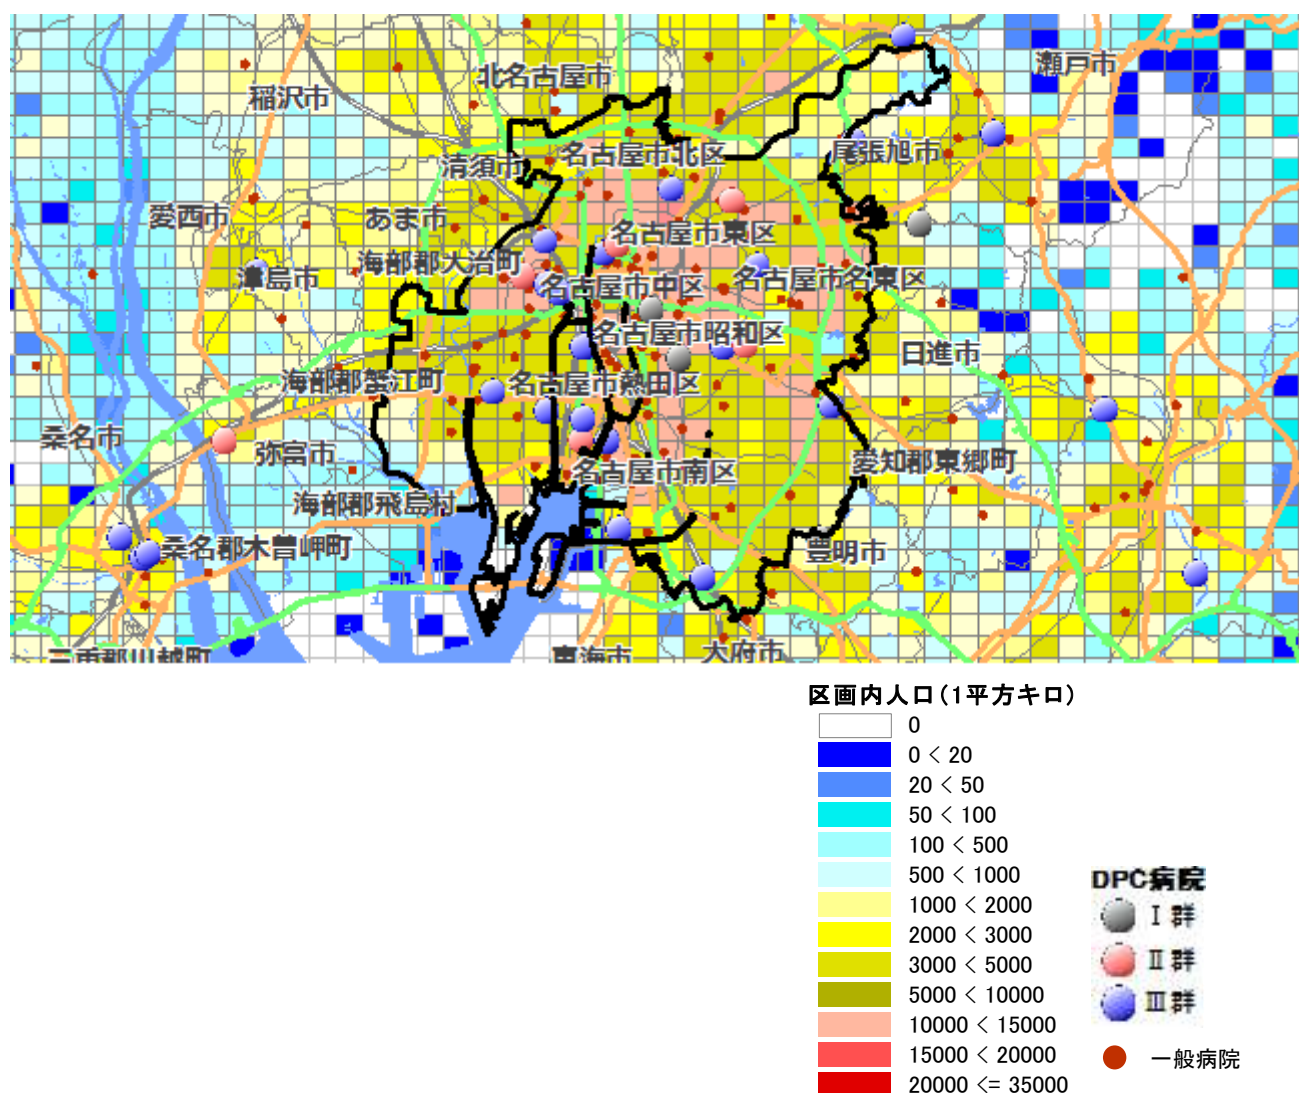 瀬戸市
北名古屋市
稲沢市
名古屋市北区
尾張旭市
清須市
愛西市
あま市
名古屋市東区
海部郡大治町
津島市
名古屋市名東区
名古屋市中区
名古屋市昭和区
日進市
海部郡蟹江町
名古屋市熱田区
桑名市
弥富市
愛知郡東郷町
名古屋市南区
海部郡飛島村
桑名郡木曽岬町
豊明市
三重郡川越町
東海市
大府市
区画内人口(1平方キロ)
0
0 < 20
20 < 50
50 < 100
100 < 500
500 < 1000
1000 < 2000
2000 < 3000
3000 < 5000
5000 < 10000
10000 < 15000
15000 < 20000
20000 <= 35000
DPC病院
Ⅰ群
Ⅱ群
Ⅲ群
一般病院